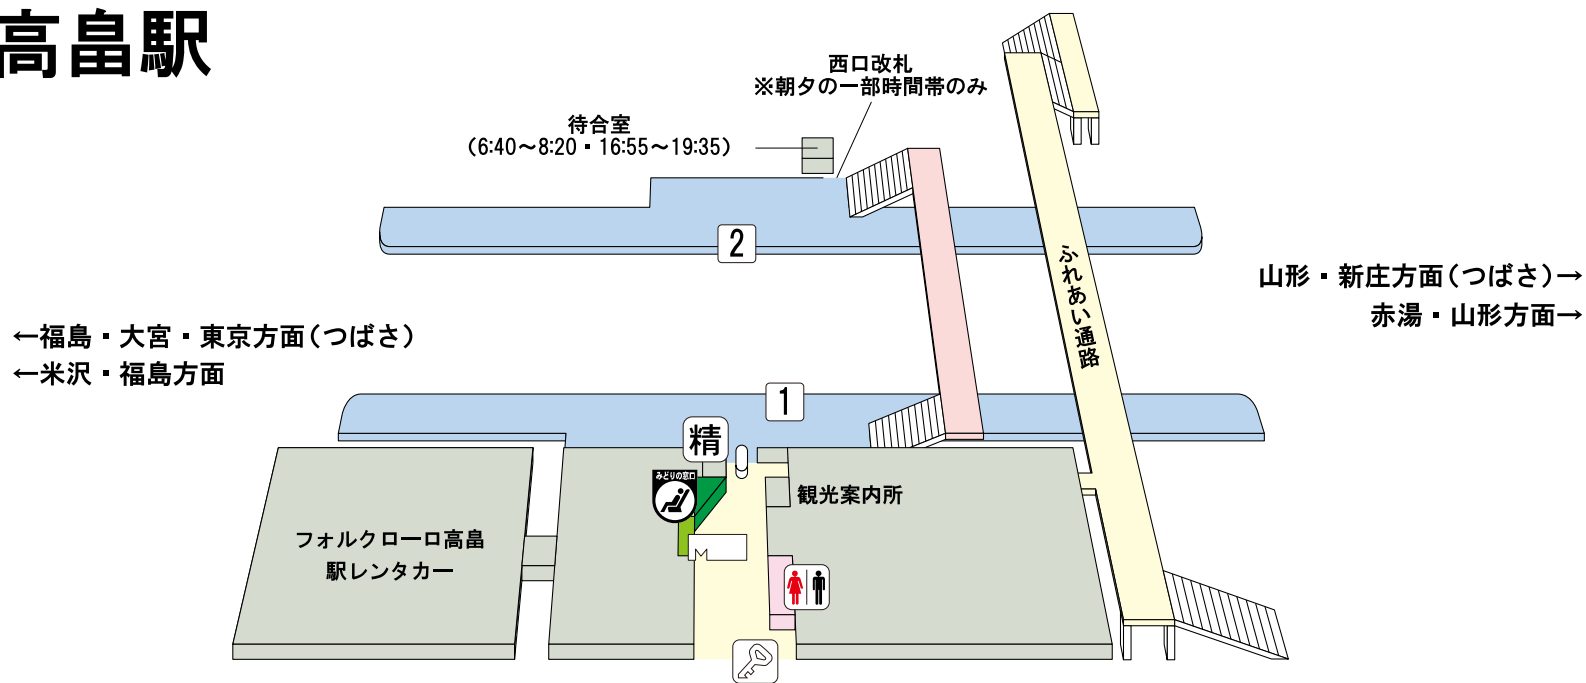 高畠駅
西口改札
※朝夕の一部時間帯のみ
待合室
(6:40～8:20・16:55～19:35)
2
ふれあい通路
山形・新庄方面(つばさ)→
赤湯・山形方面→
←福島・大宮・東京方面(つばさ)
←米沢・福島方面
1
精
みどりの窓口
観光案内所
フォルクローロ高畠
駅レンタカー